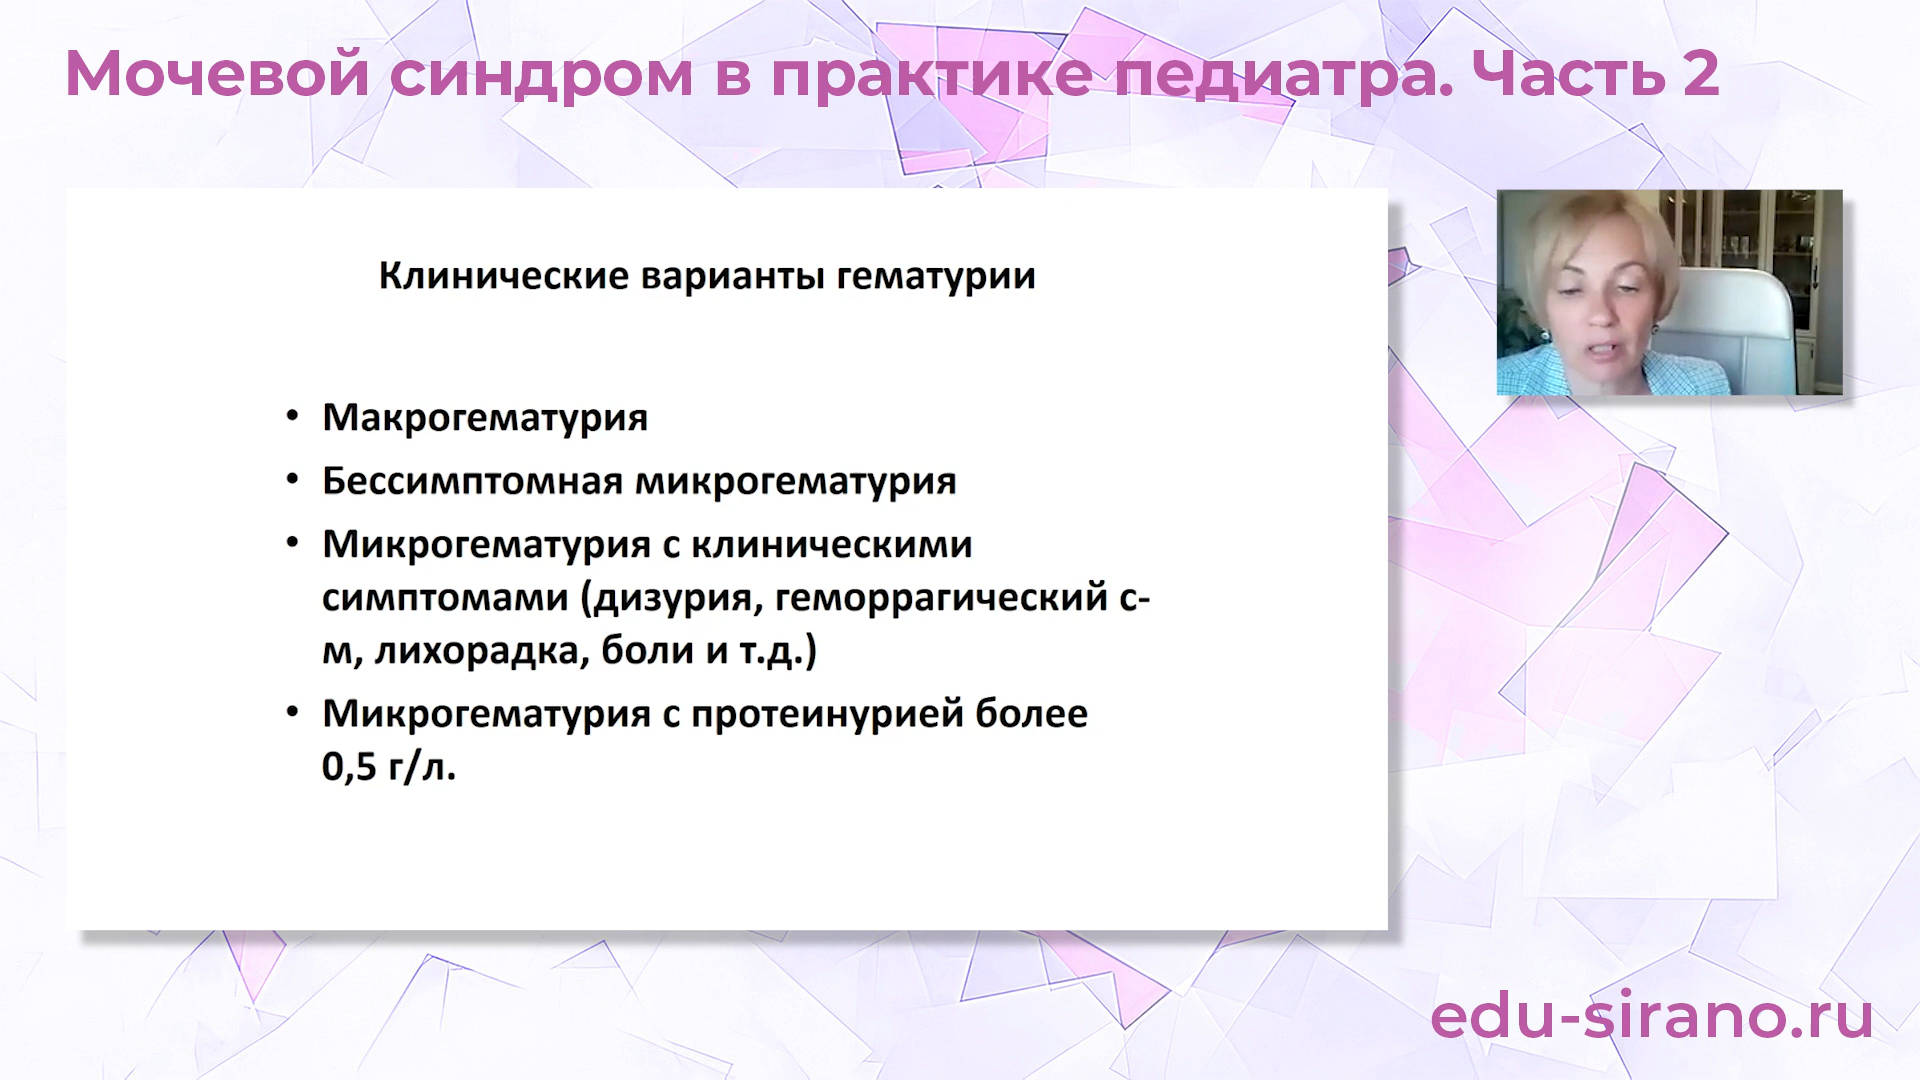 Мочевой синдром в практике педиатра. Часть 2
Клинические варианты гематурии
• Макрогематурия
• Бессимптомная микрогематурия
• Микрогематурия с клиническими
симптомами (дизурия, геморрагический с-
м, лихорадка, боли и т.д.)
• Микрогематурия с протеинурией более
0,5 г/л.
edu-sirano.ru